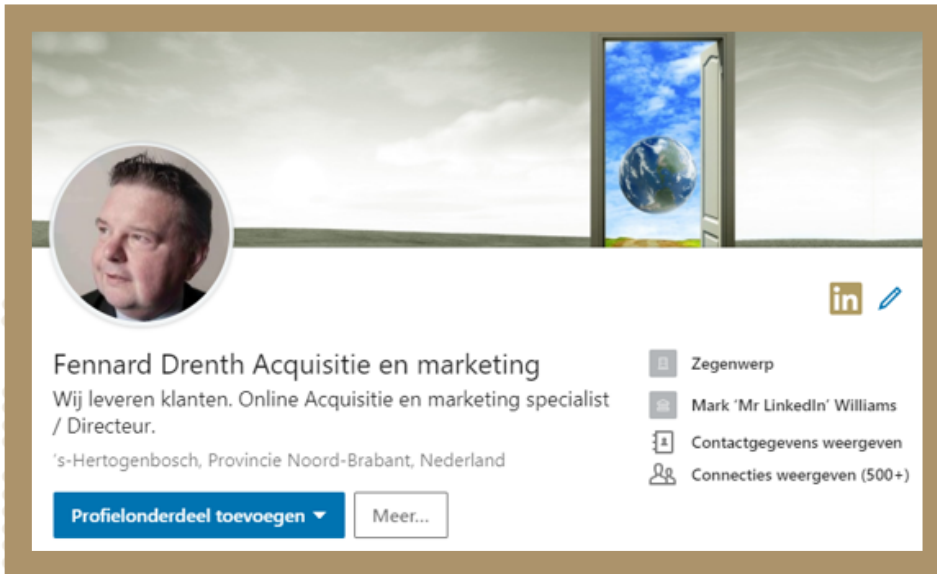 in
Fennard Drenth Acquisitie en marketing
Wij leveren klanten. Online Acquisitie en marketing specialist
/ Directeur.
's-Hertogenbosch, Provincie Noord-Brabant, Nederland
Profielonderdeel toevoegen
Meer...
Zegenwerp
Mark 'Mr LinkedIn' Williams
Contactgegevens weergeven
Connecties weergeven (500+)